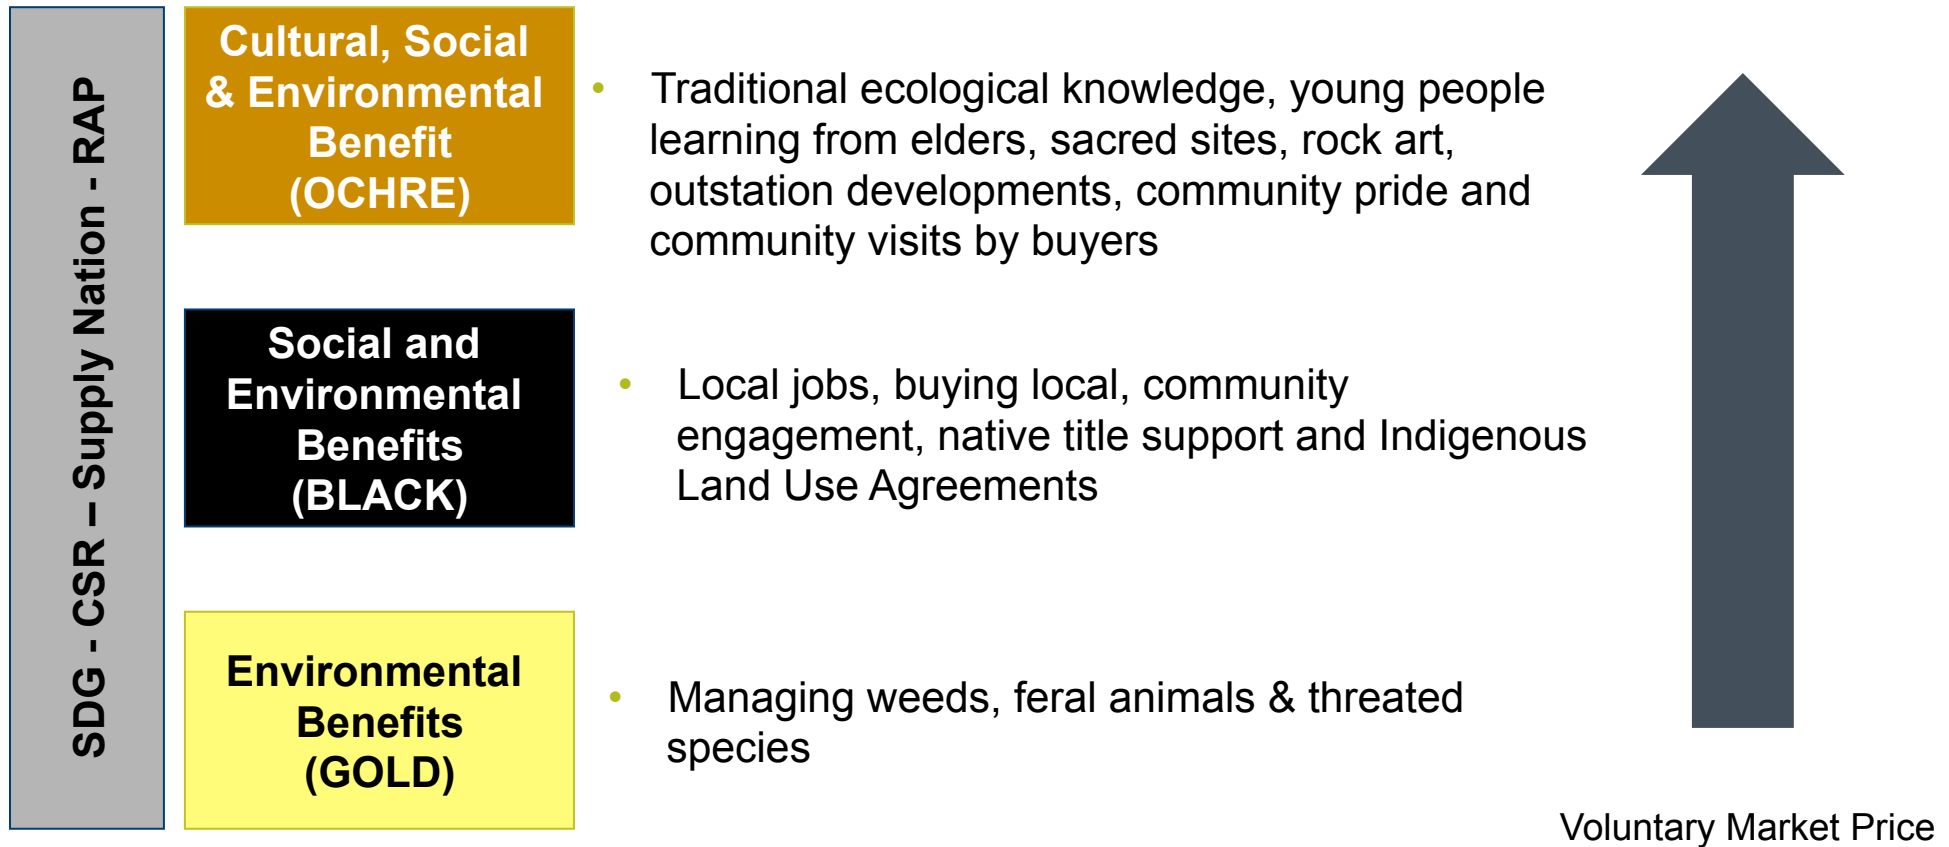 SDG - CSR – Supply Nation - RAP
Cultural, Social
& Environmental
Benefit
(OCHRE)
• Traditional ecological knowledge, young people
learning from elders, sacred sites, rock art,
outstation developments, community pride and
community visits by buyers
Social and
Environmental
Benefits
(BLACK)
• Local jobs, buying local, community
engagement, native title support and Indigenous
Land Use Agreements
Environmental
Benefits
(GOLD)
• Managing weeds, feral animals & threated
species
Voluntary Market Price